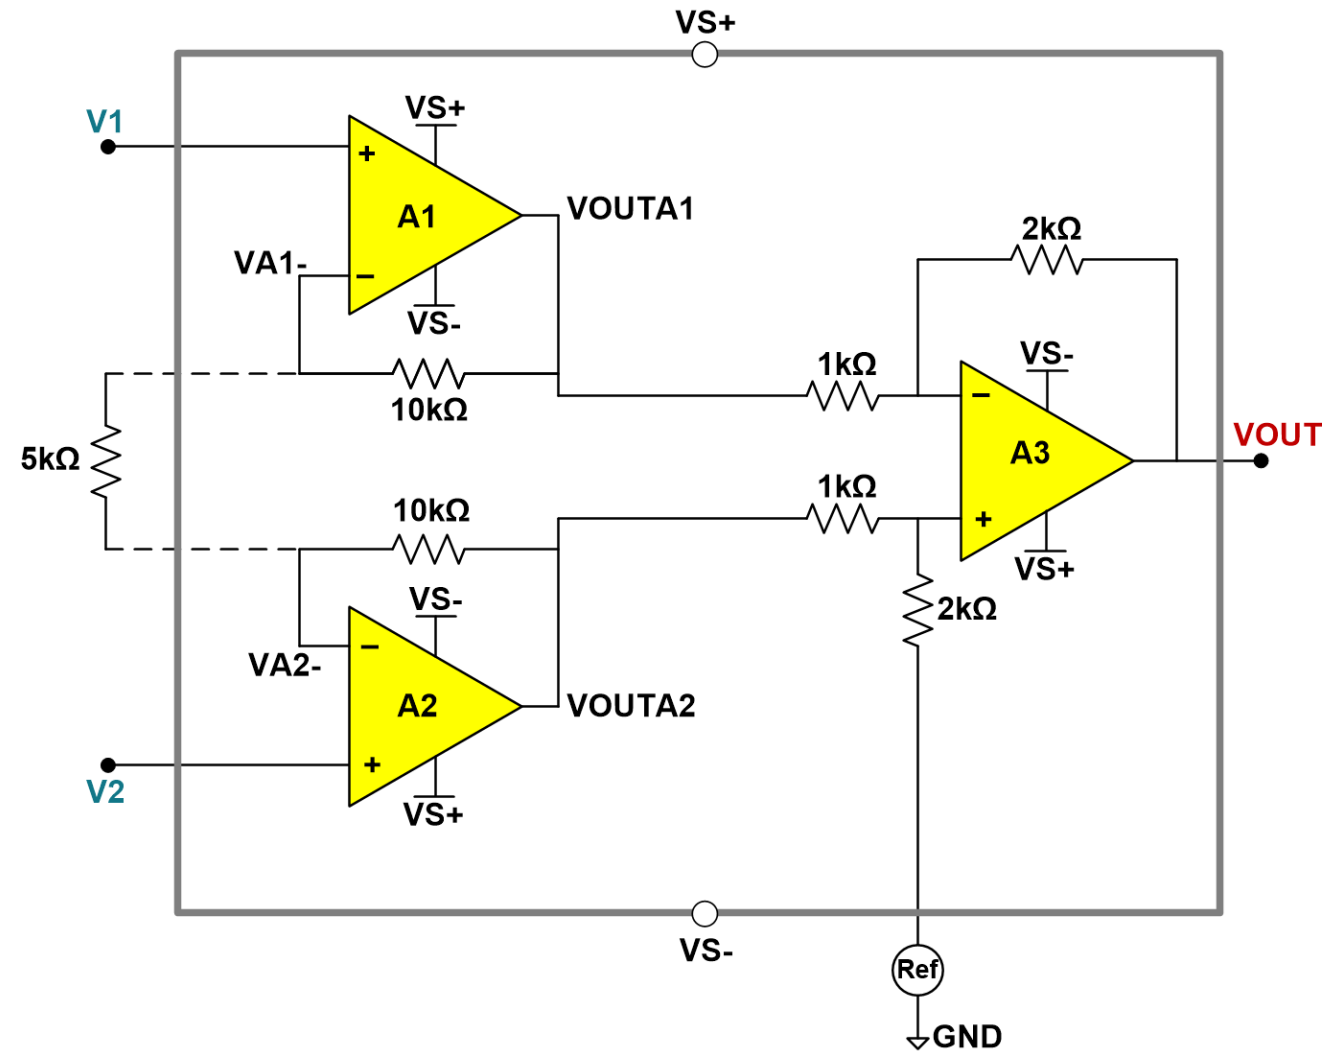 VS+
V1
VS+
+
A1
VOUTA1
VA1-
−
VS-
2kΩ
10kΩ
1kΩ
VS-
−
A3
VOUT
5kΩ
10kΩ
1kΩ
+
VS+
VS-
2kΩ
−
VA2-
A2
VOUTA2
+
V2
VS+
VS-
Ref
GND